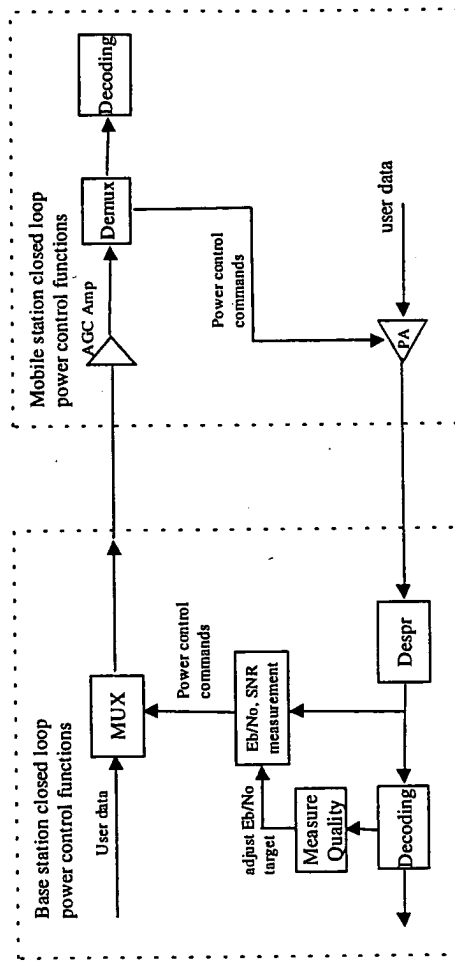 Base station closed loop
power control functions
User data
MUX
Power control
commands
Eb/No, SNR
measurement
adjust Eb/No
target
Measure
Quality
Decoding
Despr
Mobile station closed loop
power control functions
AGC Amp
Demux
Decoding
Power control
commands
PA
user data